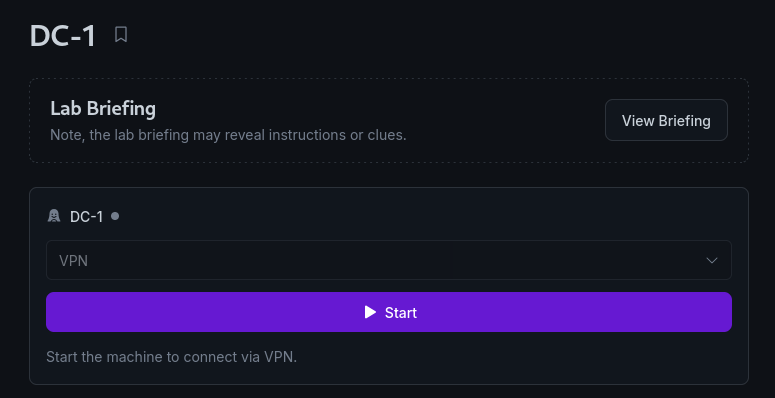 DC-1
Lab Briefing
Note, the lab briefing may reveal instructions or clues.
View Briefing
DC-1
VPN
Start
Start the machine to connect via VPN.